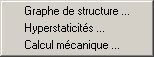 Graphe de structure ...
Hyperstaticités ...
Calcul mécanique ...